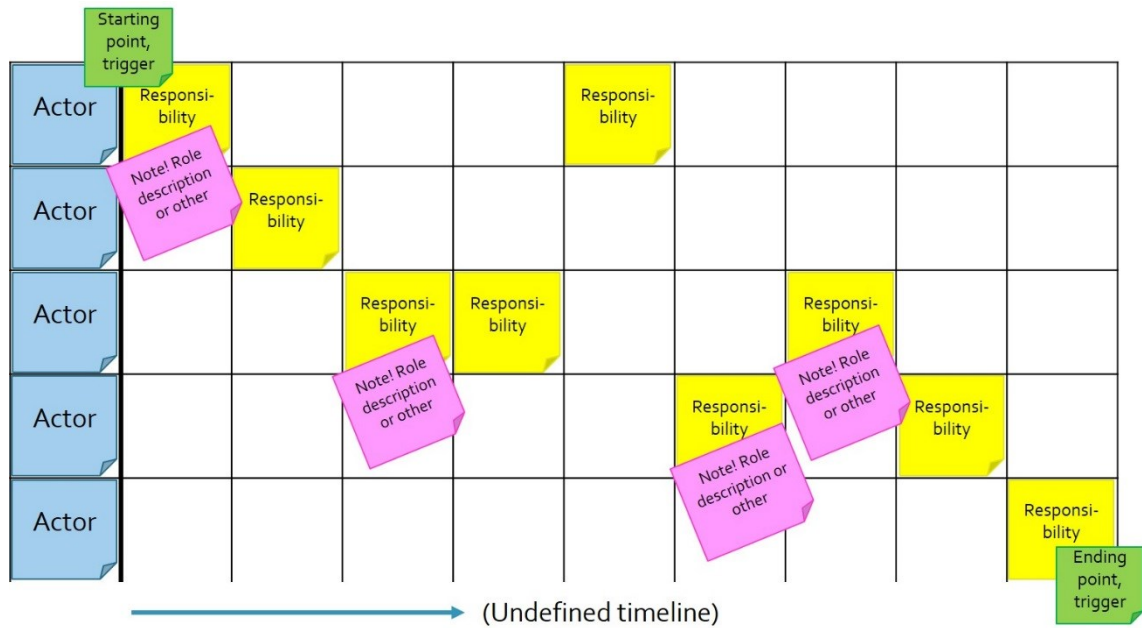 Starting
point,
trigger
Actor
Responsi-
bility
Responsi-
bility
Note! Role
description
or other
Actor
Responsi-
bility
Actor
Responsi-
bility
Responsi-
bility
Responsi-
bility
Note! Role
description
or other
Note! Role
description
or other
Actor
Responsi-
bility
Responsi-
bility
Note! Role
description or
other
Actor
Responsi-
bility
Ending
point,
trigger
(Undefined timeline)